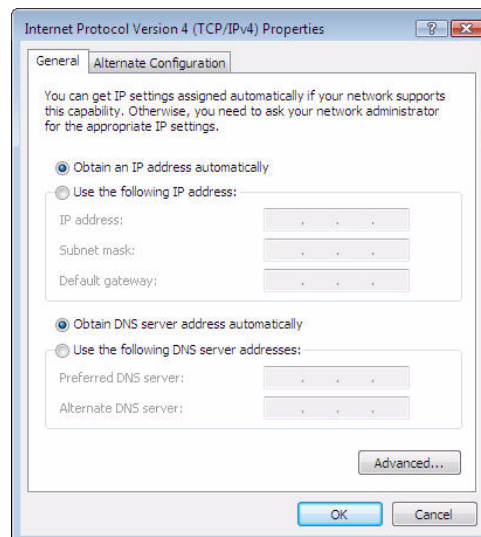 Internet Protocol Version 4 (TCP/IPv4) Properties
General
Alternate Configuration
You can get IP settings assigned automatically if your network supports
this capability. Otherwise, you need to ask your network administrator
for the appropriate IP settings.
Obtain an IP address automatically
Use the following IP address:
IP address:
Subnet mask:
Default gateway:
Obtain DNS server address automatically
Use the following DNS server addresses:
Preferred DNS server:
Alternate DNS server:
Advanced...
OK
Cancel